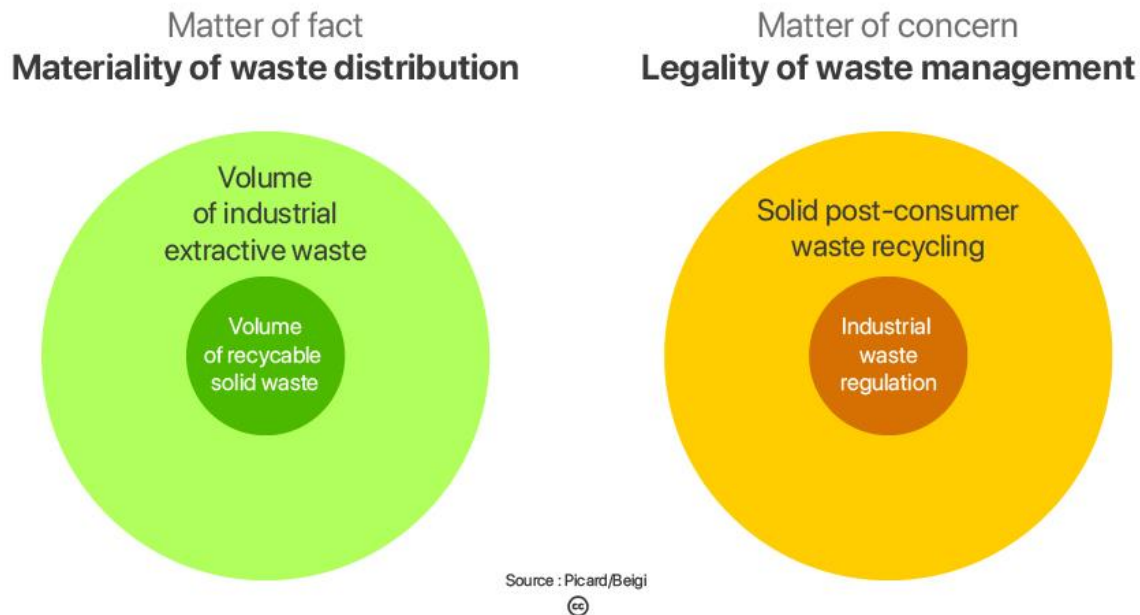 Matter of fact
Materiality of waste distribution
Volume
of industrial
extractive waste
Volume
of recycable
solid waste
Matter of concern
Legality of waste management
Solid post-consumer
waste recycling
Industrial
waste
regulation
Source : Picard/Beigi
cc